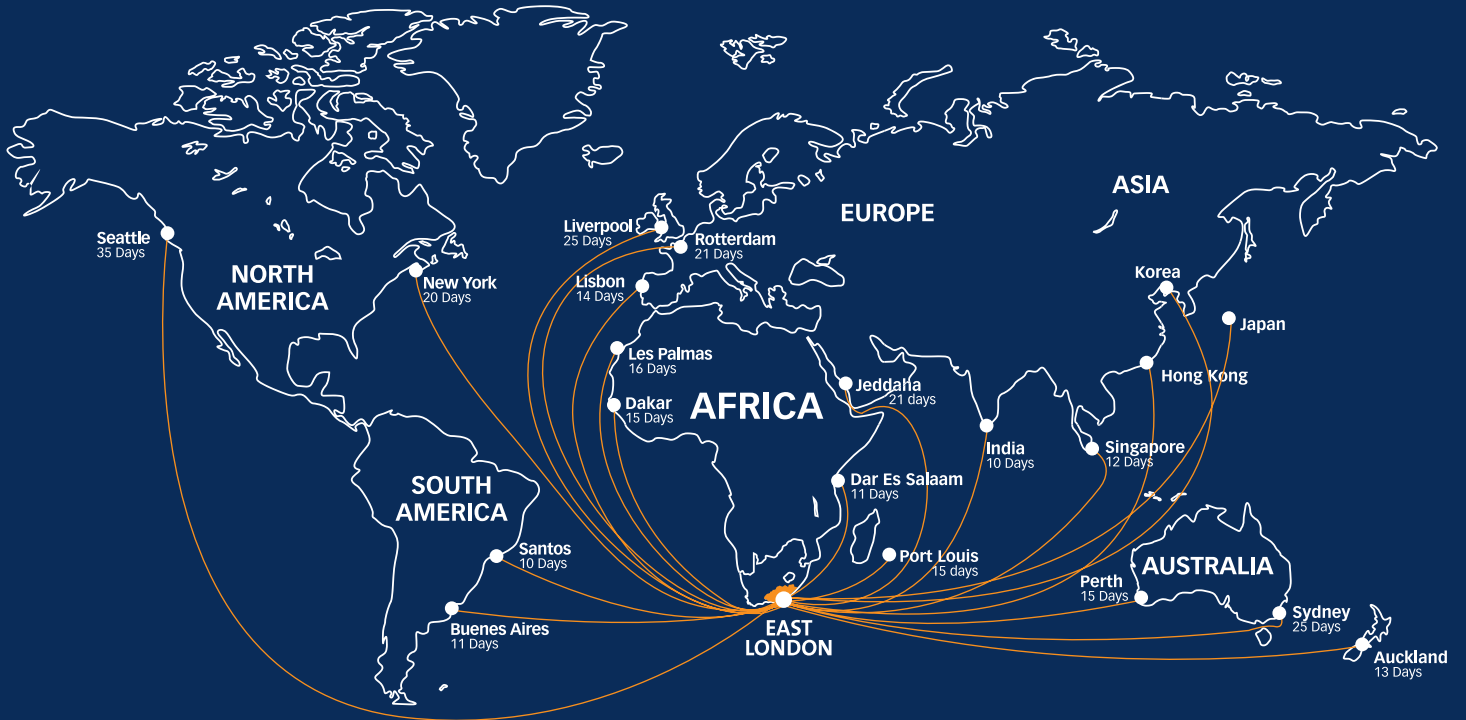 ASIA
EUROPE
Seattle
35 Days
NORTH
AMERICA
New York
20 Days
Liverpool
25 Days
Rotterdam
21 Days
Lisbon
14 Days
Korea
Japan
Les Palmas
16 Days
Hong Kong
Dakar
15 Days
AFRICA
Jeddaha
21 days
India
10 Days
Singapore
12 Days
Dar Es Salaam
11 Days
SOUTH
AMERICA
Santos
10 Days
Port Louis
15 days
AUSTRALIA
Perth
15 Days
Buenes Aires
11 Days
EAST
LONDON
Sydney
25 Days
Auckland
13 Days